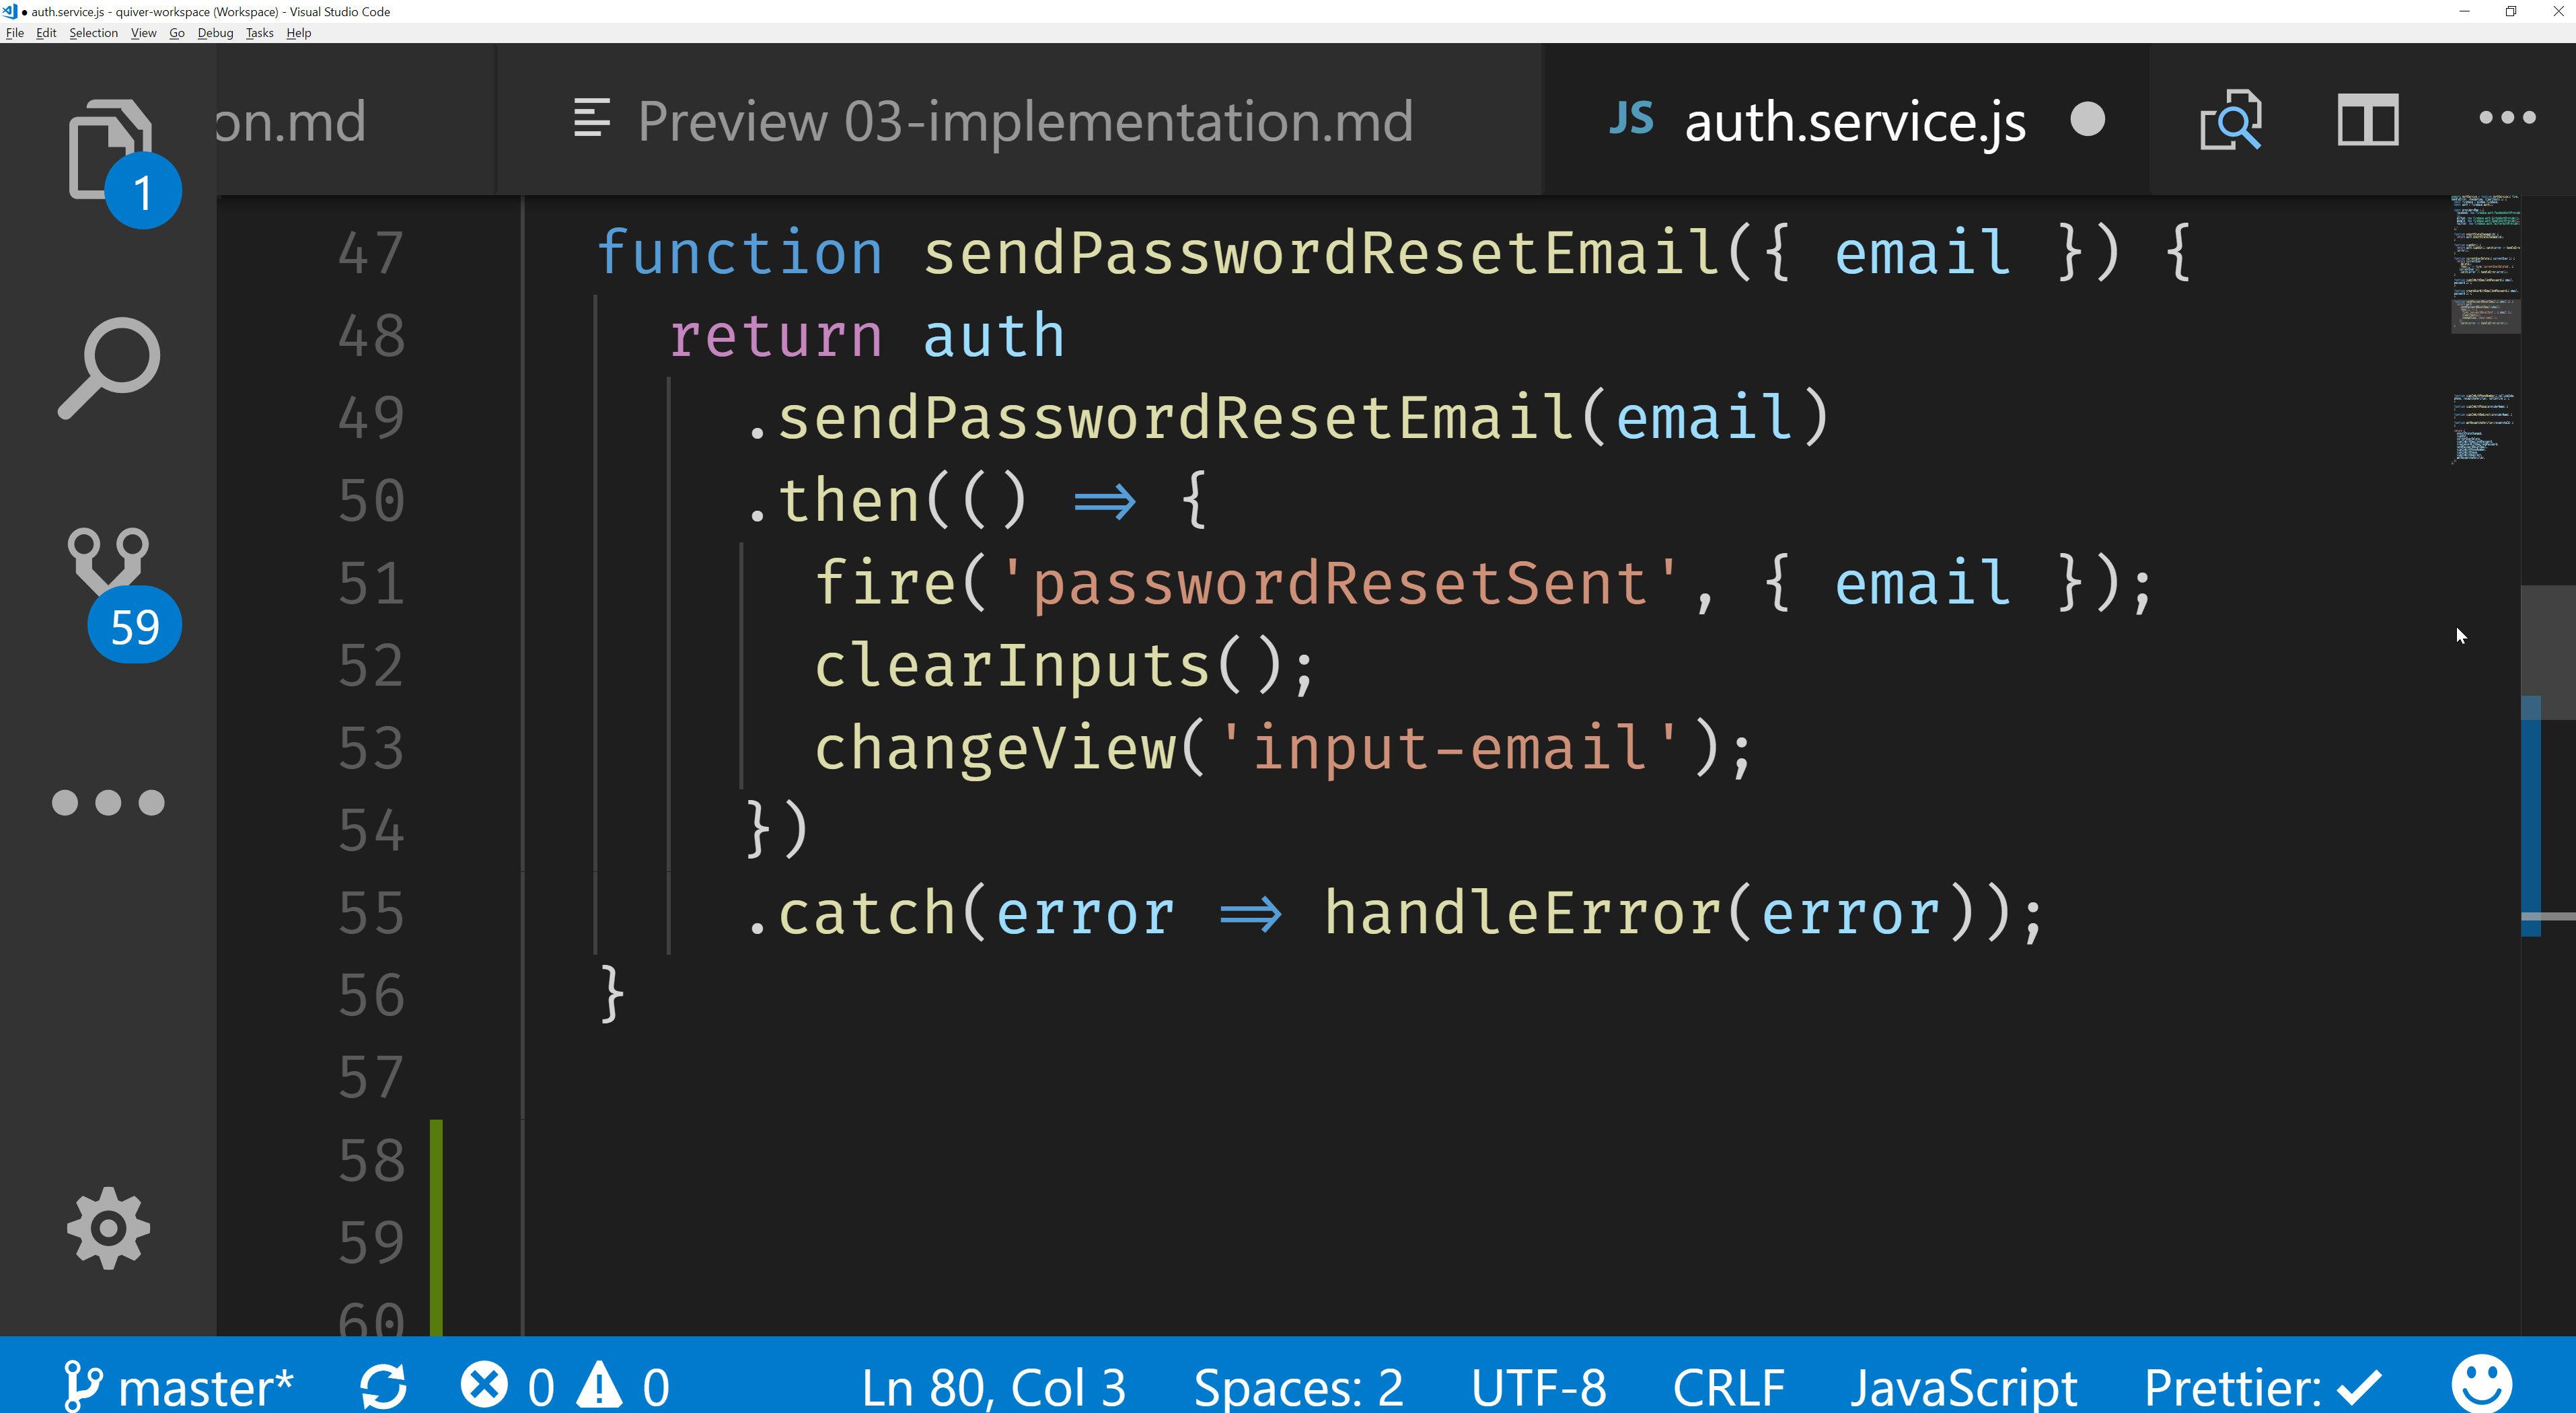 ● auth.service.js - quiver-workspace (Workspace) - Visual Studio Code
File Edit Selection View Go Debug Tasks Help
on.md Preview 03-implementation.md JS auth.service.js
1
59
47 function sendPasswordResetEmail({ email }) {
48 return auth
49 .sendPasswordResetEmail(email)
50 .then(() => {
51 fire('passwordResetSent', { email });
52 clearInputs();
53 changeView('input-email');
54 })
55 .catch(error => handleError(error));
56 }
57
58
59
60
master* 0 0 Ln 80, Col 3 Spaces: 2 UTF-8 CRLF JavaScript Prettier: ✓